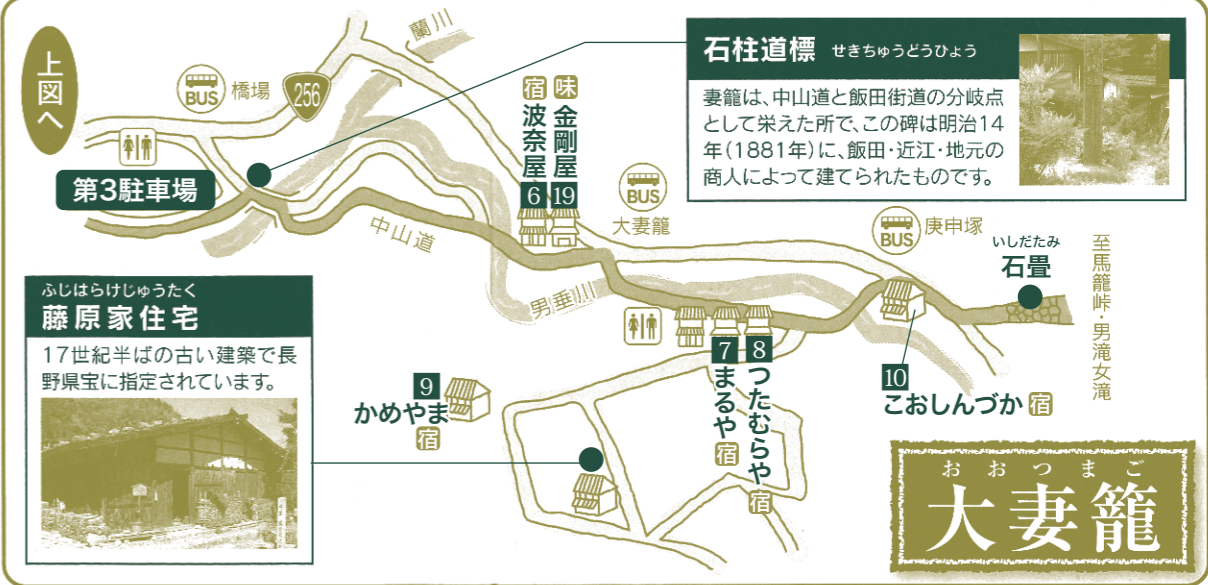 上図へ
BUS
橋場
256
蘭川
第3駐車場
中山道
宿
波奈屋
6
味
金剛屋
19
BUS
大妻籠
男垂川
石柱道標 せきちゅうどうひょう
妻籠は、中山道と飯田街道の分岐点
として栄えた所で、この碑は明治14
年(1881年)に、飯田・近江・地元の
商人によって建てられたものです。
BUS
庚申塚
いしだたみ
石畳
至馬籠峠・男滝女滝
ふじはらけじゅうたく
藤原家住宅
17世紀半ばの古い建築で長
野県宝に指定されています。
9
かめやま
宿
7
まるや
宿
8
つたむらや
宿
10
こおしんづか 宿
おおつまご
大妻籠